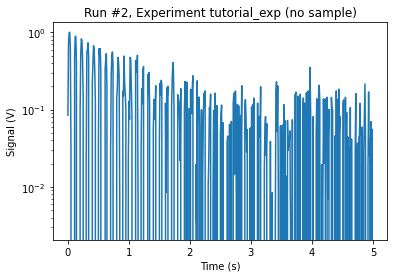 Run #2, Experiment tutorial_exp (no sample)
Signal (V)
10⁰
10⁻¹
10⁻²
0 1 2 3 4 5
Time (s)